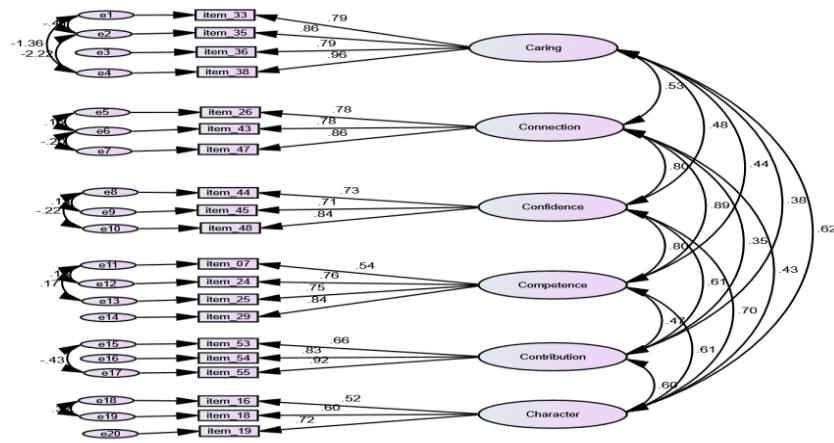 e1 item_33 .79
e2 item_35 .86
-1.36
e3 item_36 .79 Caring
-2.22
e4 item_38 .96
.53
e5 item_26 .78
.48
e6 item_43 .78 Connection
e7 item_47 .86
.44
.80
.38
e8 item_44 .73
.89
.62
e9 item_45 .71 Confidence
-.22
e10 item_48 .84
.35
.80
.43
e11 item_07 .54
.61
.17
e12 item_24 .76 Competence
e13 item_25 .75
.70
e14 item_29 .84
.47
e15 item_53 .66
.61
-.43
e16 item_54 .83 Contribution
e17 item_55 .92
.60
e18 item_16 .52
e19 item_18 .60 Character
e20 item_19 .72